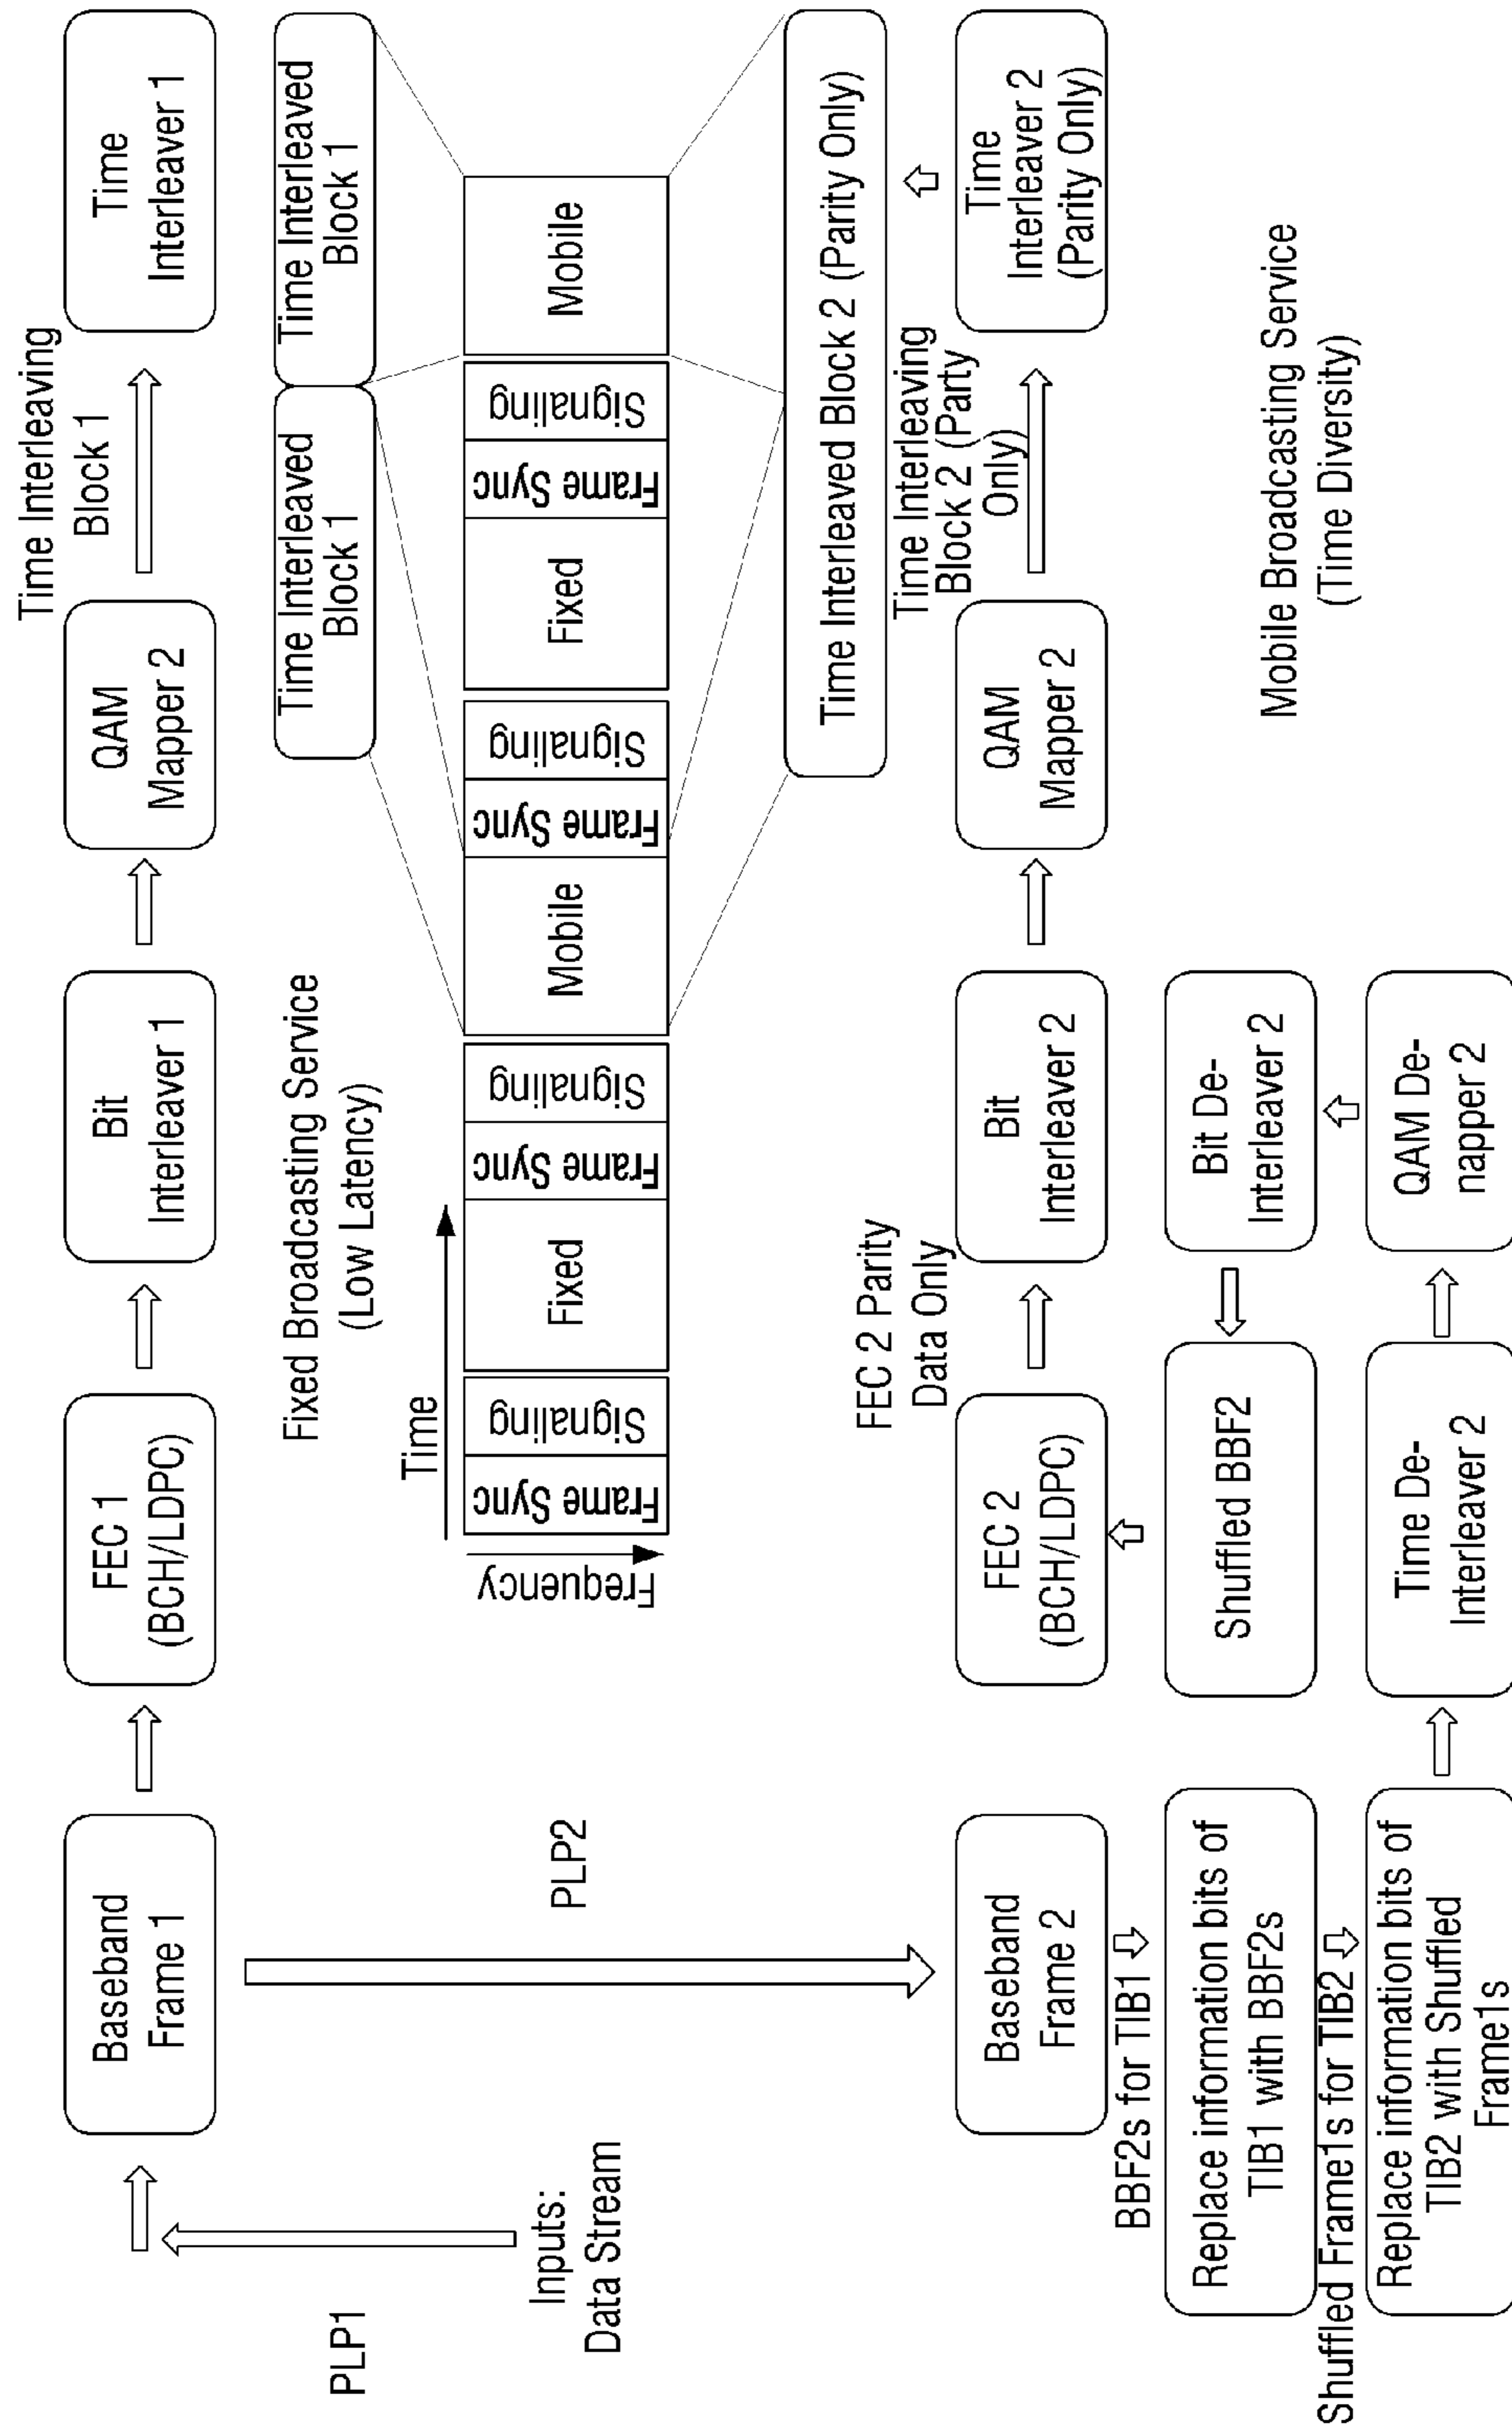 PLP1
Inputs:
Data Stream
Baseband
Frame 1
FEC 1
(BCH/LDPC)
Bit
Interleaver 1
QAM
Mapper 2
Time Interleaving
Block 1
Time
Interleaver 1
Fixed Broadcasting Service
(Low Latency)
Time Interleaved
Block 1
Time Interleaved
Block 1
Time
Frequency
Frame Sync
Signaling
Fixed
Frame Sync
Signaling
Mobile
Frame Sync
Signaling
Fixed
Frame Sync
Signaling
Mobile
PLP2
Time Interleaved Block 2 (Parity Only)
Baseband
Frame 2
FEC 2
(BCH/LDPC)
FEC 2 Parity
Data Only
Bit
Interleaver 2
QAM
Mapper 2
Time Interleaving
Block 2 (Party
Only)
Time
Interleaver 2
(Parity Only)
BBF2s for TIB1
Replace information bits of
TIB1 with BBF2s
Shuffled BBF2
Bit De-
Interleaver 2
Shuffled Frame1s for TIB2
Replace information bits of
TIB2 with Shuffled
Frame1s
Time De-
Interleaver 2
QAM De-
napper 2
Mobile Broadcasting Service
(Time Diversity)